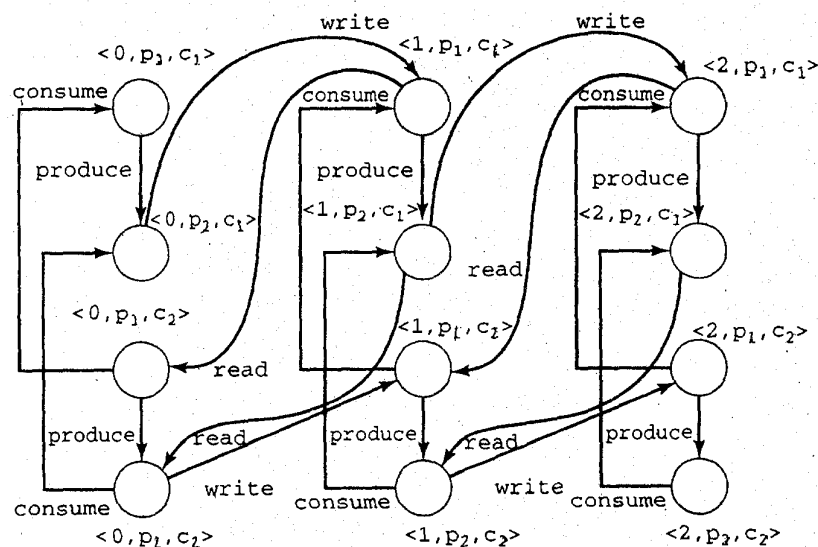 write
write
<0,p₁,c₁>
<1,p₁,c₁>
<2,p₁,c₁>
consume
consume
consume
produce
produce
produce
<0,p₂,c₁>
<1,p₂,c₁>
<2,p₂,c₁>
read
<0,p₁,c₂>
<1,p₁,c₂>
<2,p₁,c₂>
read
produce
read
produce
read
produce
consume
write
consume
write
consume
<0,p₂,c₂>
<1,p₂,c₂>
<2,p₂,c₂>